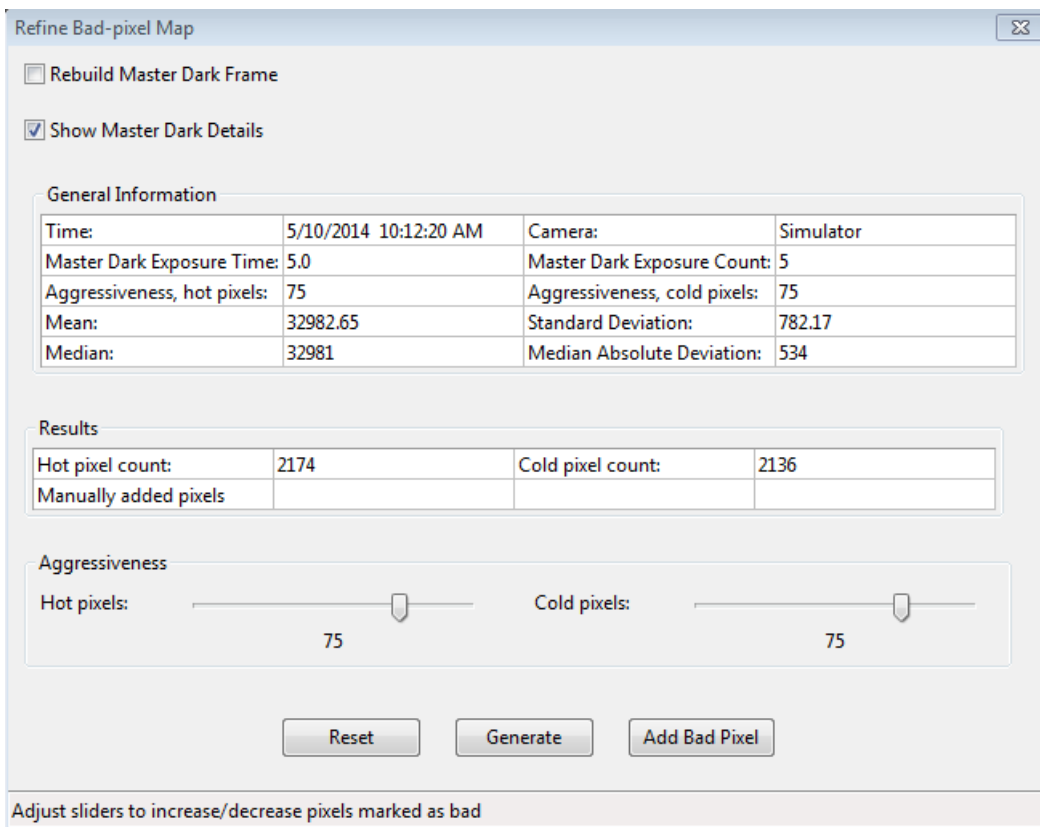 Refine Bad-pixel Map
Rebuild Master Dark Frame
Show Master Dark Details
General Information
Time: 5/10/2014 10:12:20 AM Camera: Simulator
Master Dark Exposure Time: 5.0 Master Dark Exposure Count: 5
Aggressiveness, hot pixels: 75 Aggressiveness, cold pixels: 75
Mean: 32982.65 Standard Deviation: 782.17
Median: 32981 Median Absolute Deviation: 534
Results
Hot pixel count: 2174 Cold pixel count: 2136
Manually added pixels
Aggressiveness
Hot pixels: Cold pixels:
75 75
Reset Generate Add Bad Pixel
Adjust sliders to increase/decrease pixels marked as bad